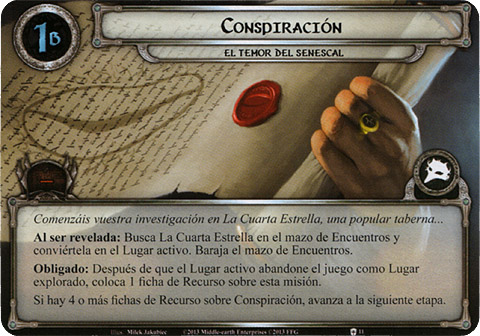 1B
CONSPIRACIÓN
EL TEMOR DEL SENESCAL
Comenzáis vuestra investigación en La Cuarta Estrella, una popular taberna...
Al ser revelada: Busca La Cuarta Estrella en el mazo de Encuentros y
conviértela en el Lugar activo. Baraja el mazo de Encuentros.
Obligado: Después de que el Lugar activo abandone el juego como Lugar
explorado, coloca 1 ficha de Recurso sobre esta misión.
Si hay 4 o más fichas de Recurso sobre Conspiración, avanza a la siguiente etapa.
Ilus. Milek Jakubiec ©2013 Middle-earth Enterprises ©2013 FFG 11